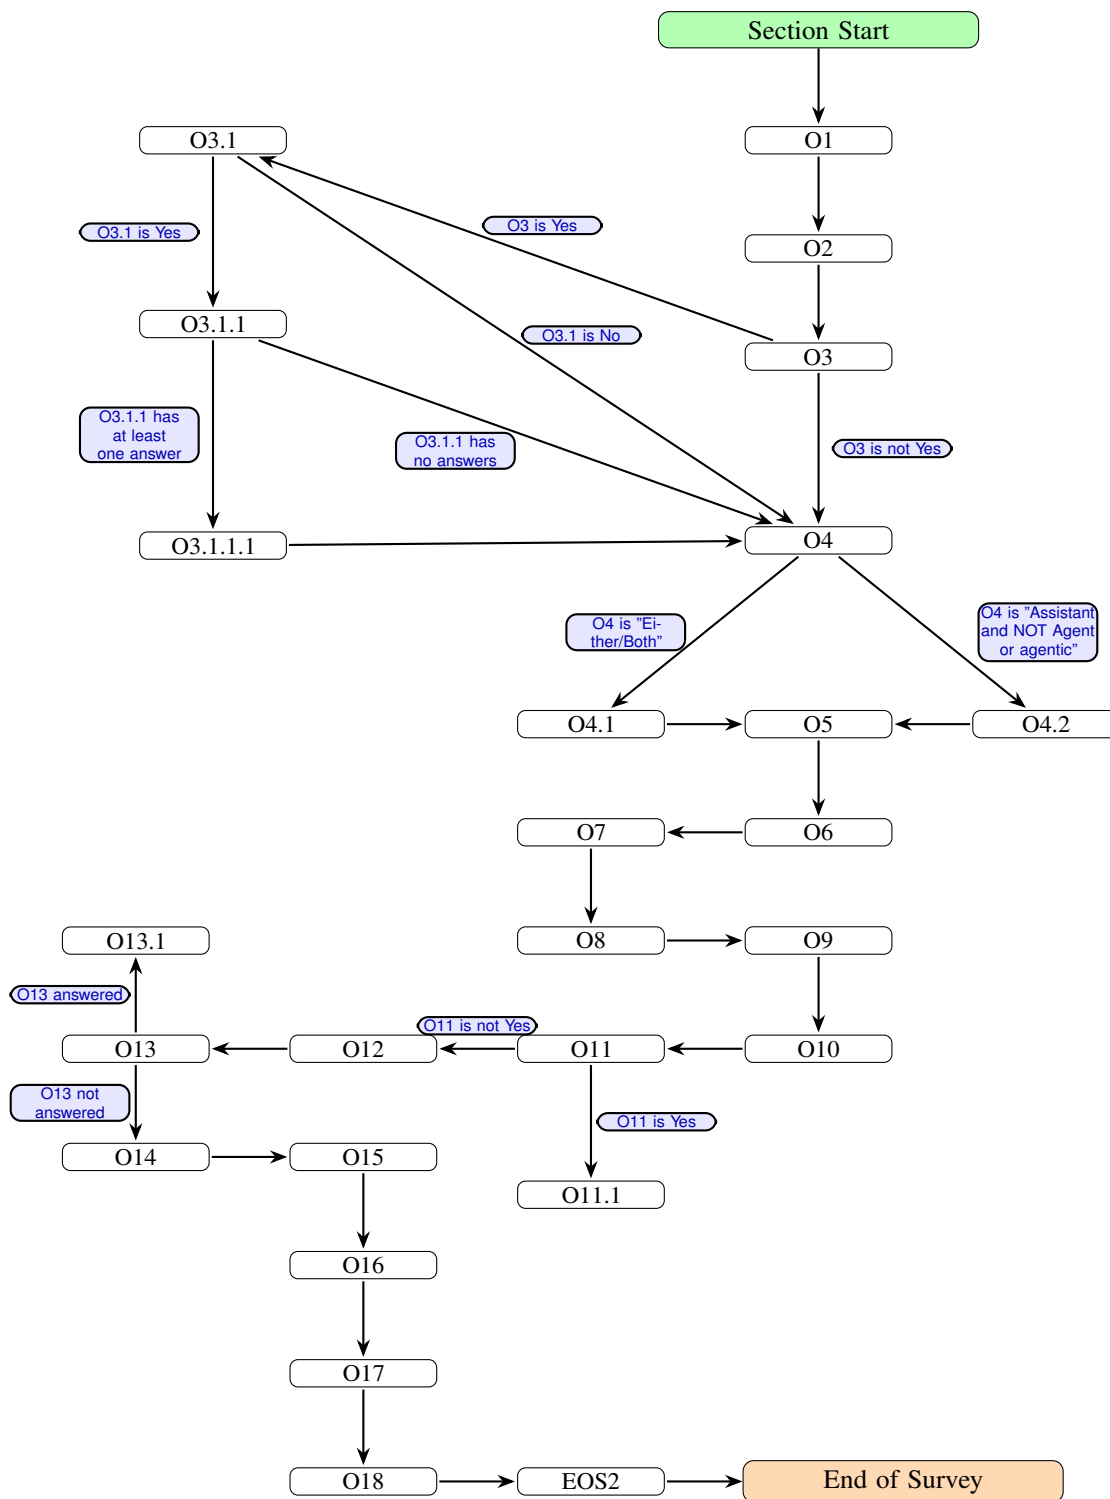 Section Start
O3.1
O1
O3.1 is Yes
O3 is Yes
O2
O3.1.1
O3.1 is No
O3
O3.1.1 has
at least
one answer
O3.1.1 has
no answers
O3 is not Yes
O3.1.1.1
O4
O4 is ”Ei-
ther/Both”
O4 is ”Assistant
and NOT Agent
or agentic”
O4.1
O5
O4.2
O7
O6
O13.1
O8
O9
O13 answered
O11 is not Yes
O13
O12
O11
O10
O13 not
answered
O11 is Yes
O14
O15
O11.1
O16
O17
O18
EOS2
End of Survey